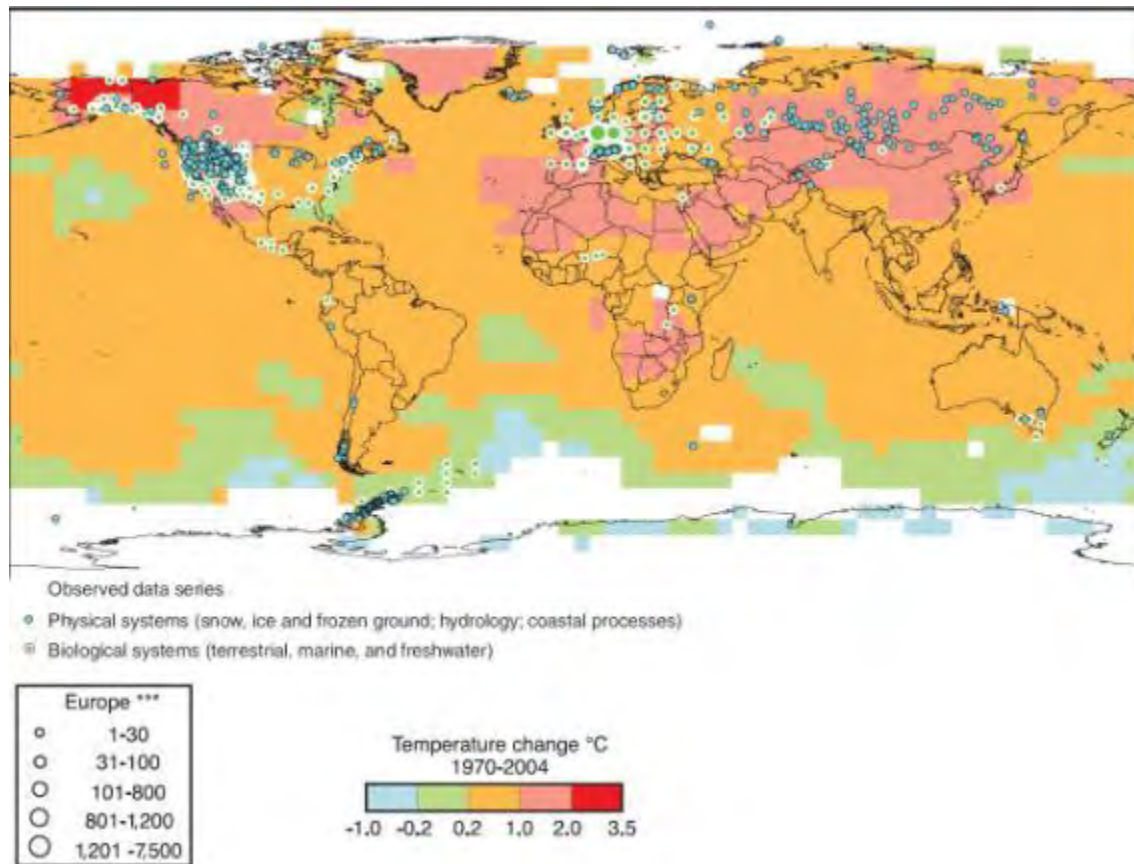 Observed data series
Physical systems (snow, ice and frozen ground; hydrology; coastal processes)
Biological systems (terrestrial, marine, and freshwater)
Europe ***
1-30
31-100
101-800
801-1,200
1,201 -7,500
Temperature change °C
1970-2004
-1.0 -0.2 0.2 1.0 2.0 3.5